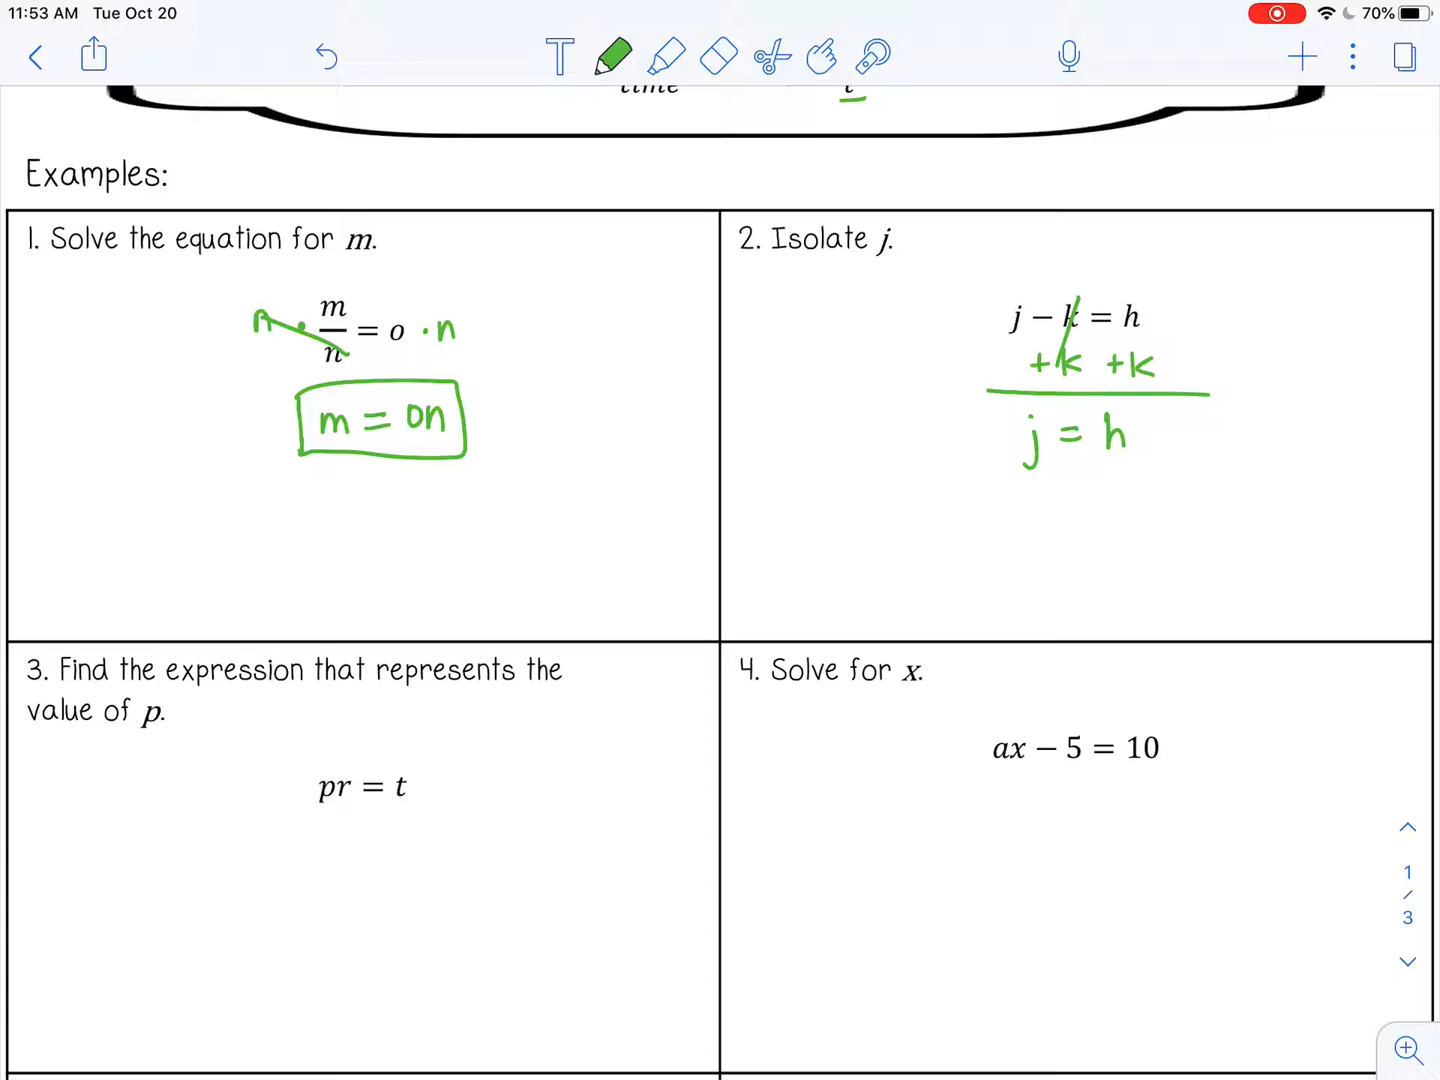 11:53 AM Tue Oct 20
70%
Examples:
1. Solve the equation for m.
n · m/n = o · n
m = on
2. Isolate j.
j − k = h
+k +k
j = h
3. Find the expression that represents the
value of p.
pr = t
4. Solve for x.
ax − 5 = 10
1
/
3